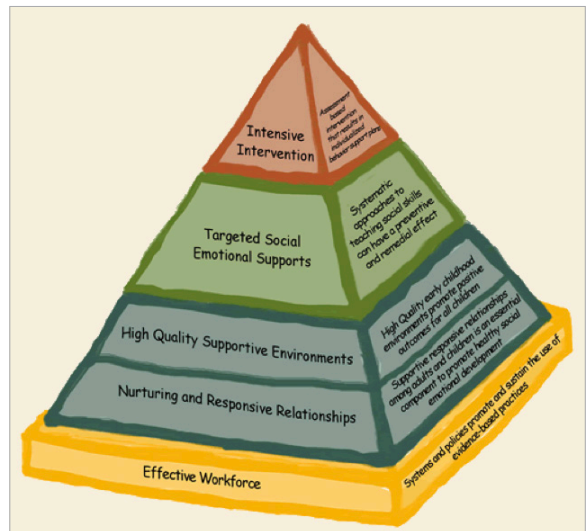 Intensive
Intervention
Assessment
based
intervention
that results in
individualized
behavior support plans
Targeted Social
Emotional Supports
Systematic
approaches to
teaching social skills
can have a preventive
and remedial effect
High Quality Supportive Environments
High Quality early childhood
environments promote positive
outcomes for all children
Nurturing and Responsive Relationships
Supportive responsive relationships
among adults and children is an essential
component to promote healthy social
emotional development
Effective Workforce
Systems and policies promote and sustain the use of
evidence-based practices